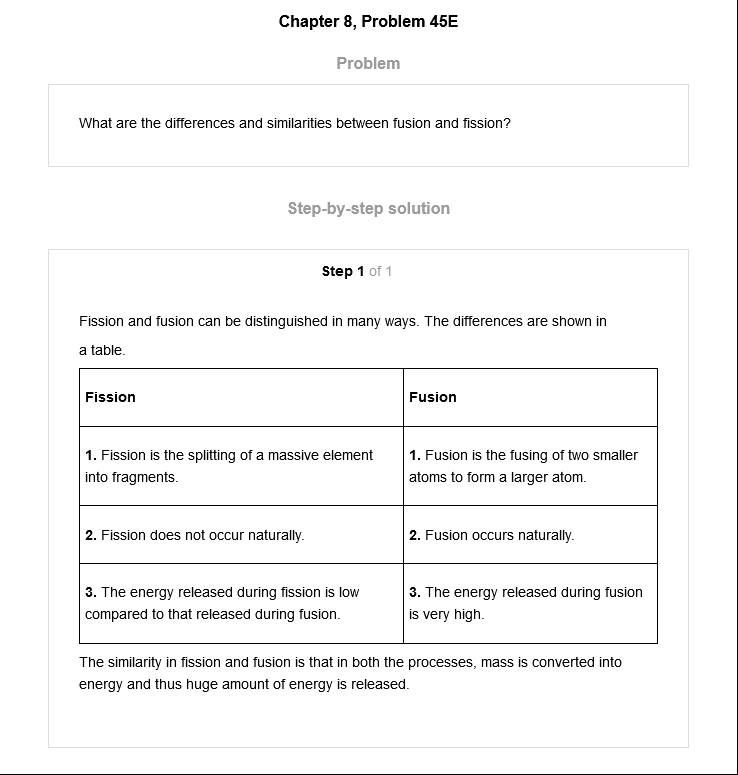 Chapter 8, Problem 45E
Problem
What are the differences and similarities between fusion and fission?
Step-by-step solution
Step 1 of 1
Fission and fusion can be distinguished in many ways. The differences are shown in
a table.
Fission
Fusion
1. Fission is the splitting of a massive element
into fragments.
1. Fusion is the fusing of two smaller
atoms to form a larger atom.
2. Fission does not occur naturally.
2. Fusion occurs naturally.
3. The energy released during fission is low
compared to that released during fusion.
3. The energy released during fusion
is very high.
The similarity in fission and fusion is that in both the processes, mass is converted into
energy and thus huge amount of energy is released.